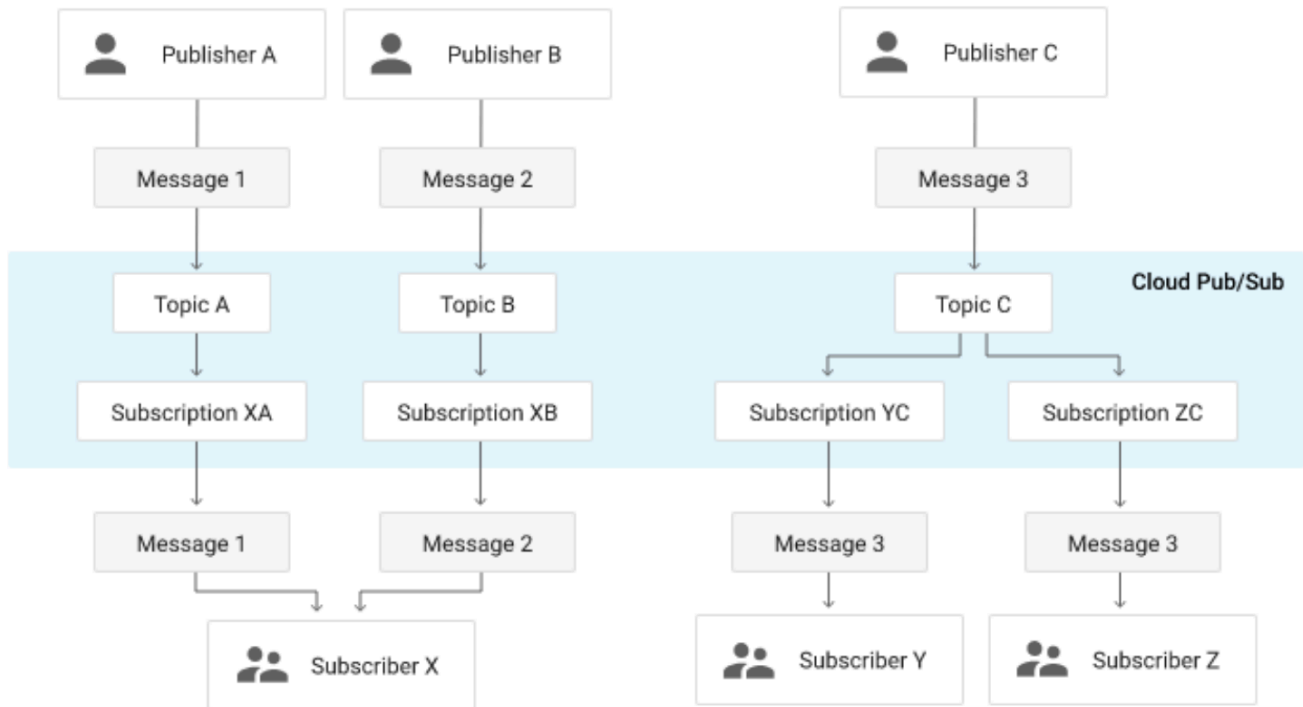 Publisher A
Publisher B
Publisher C
Message 1
Message 2
Message 3
Cloud Pub/Sub
Topic A
Topic B
Topic C
Subscription XA
Subscription XB
Subscription YC
Subscription ZC
Message 1
Message 2
Message 3
Message 3
Subscriber X
Subscriber Y
Subscriber Z